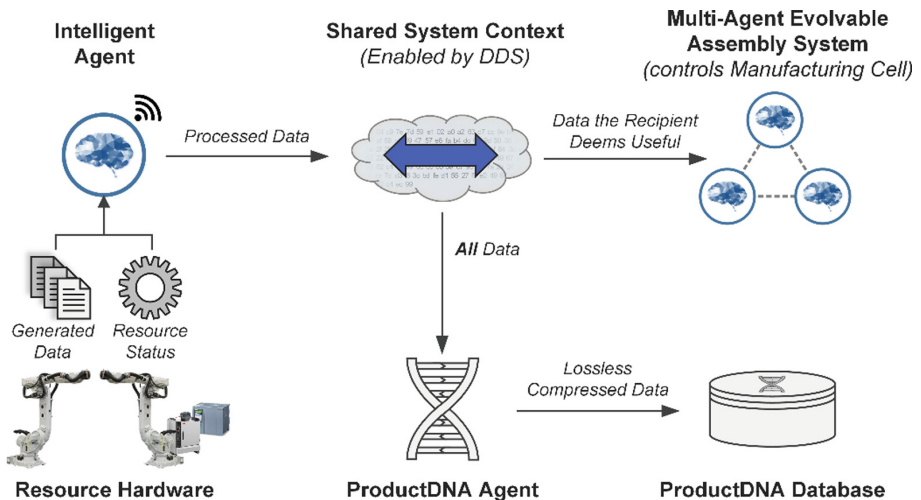 Intelligent
Agent
Shared System Context
(Enabled by DDS)
Multi-Agent Evolvable
Assembly System
(controls Manufacturing Cell)
Processed Data
Data the Recipient
Deems Useful
All Data
Generated
Data
Resource
Status
Lossless
Compressed Data
Resource Hardware
ProductDNA Agent
ProductDNA Database